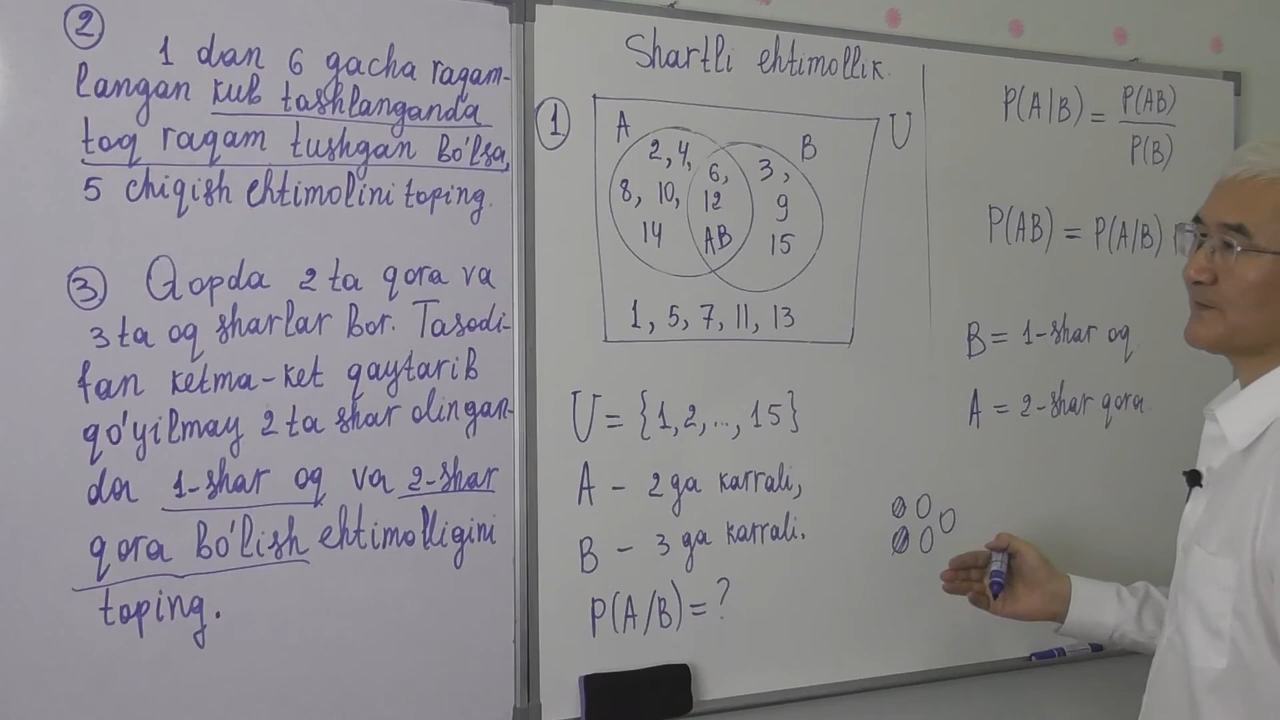 ②
1 dan 6 gacha raqam-
langan kub tashlanganda
toq raqam tushgan bo'lsa,
5 chiqish ehtimolini toping.
③ Qopda 2 ta qora va
3 ta oq sharlar bor. Tasodi-
fan ketma-ket qaytarib
qo'yilmay 2 ta shar olingan-
da 1-shar oq va 2-shar
qora bo'lish ehtimolligini
toping.
Shartli ehtimollik
①
A
B
U
2, 4,
8, 10,
14
6,
12
AB
3,
9
15
1, 5, 7, 11, 13
U = {1, 2, ..., 15}
A – 2 ga karrali,
B – 3 ga karrali.
P(A/B) = ?
P(A|B) = P(AB) / P(B)
P(AB) = P(A/B)
B = 1-shar oq
A = 2-shar qora